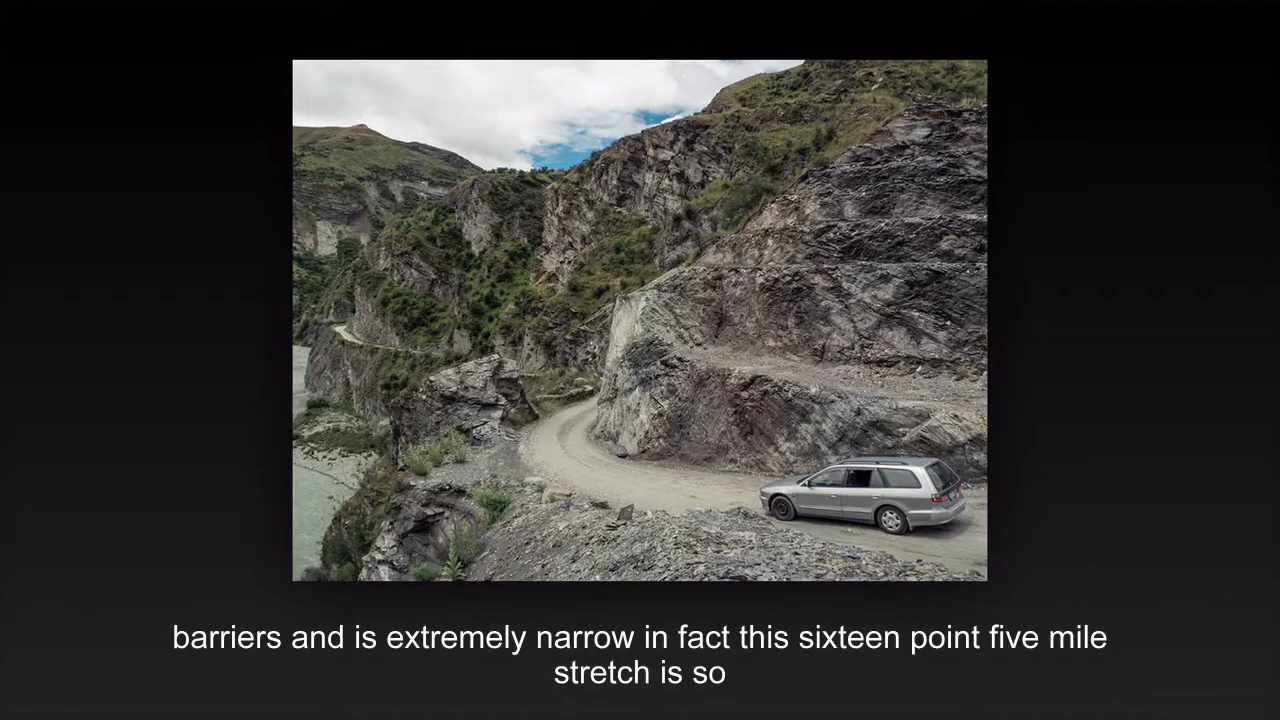 barriers and is extremely narrow in fact this sixteen point five mile
stretch is so